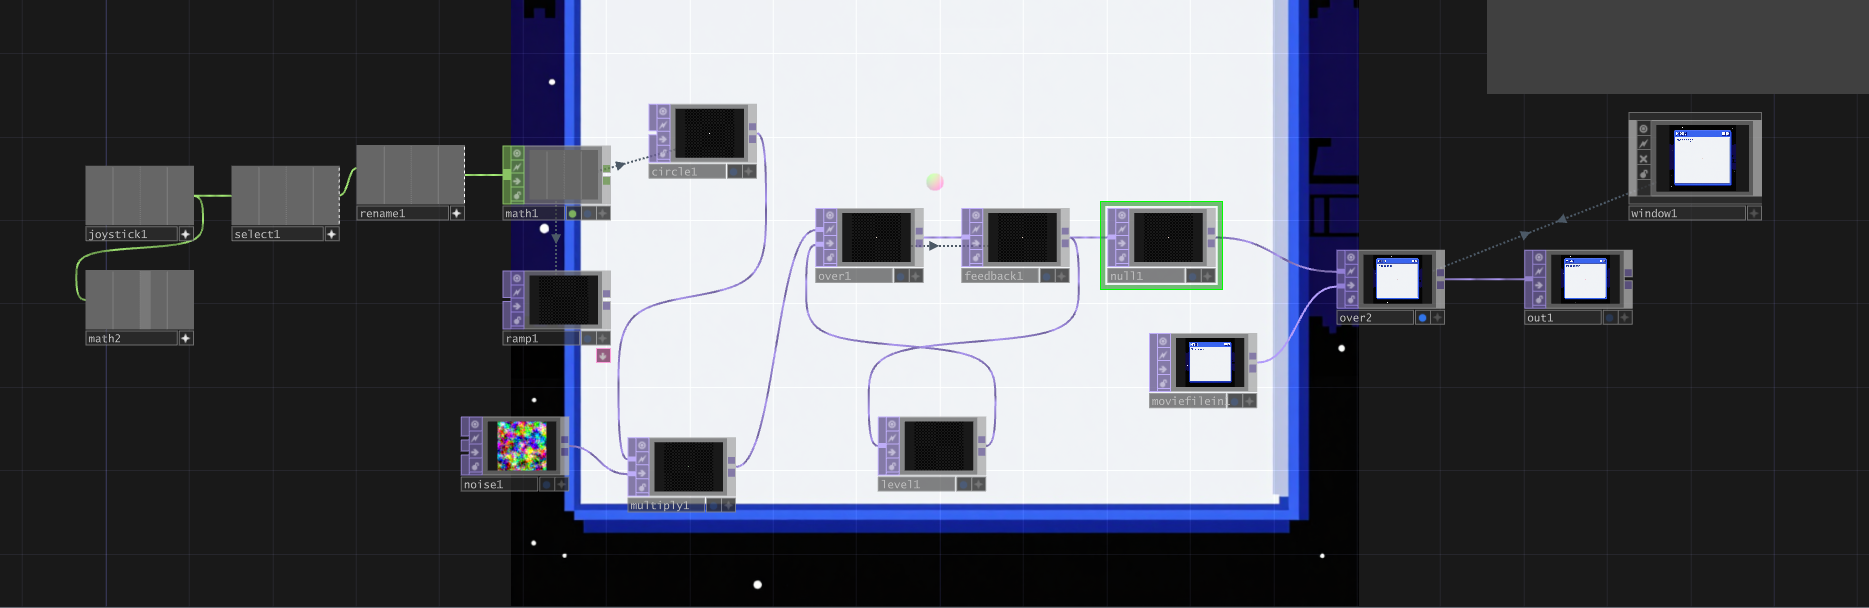 circle1
joystick1
select1
rename1
math1
math2
ramp1
over1
feedback1
null1
window1
over2
out1
moviefilein1
noise1
multiply1
level1